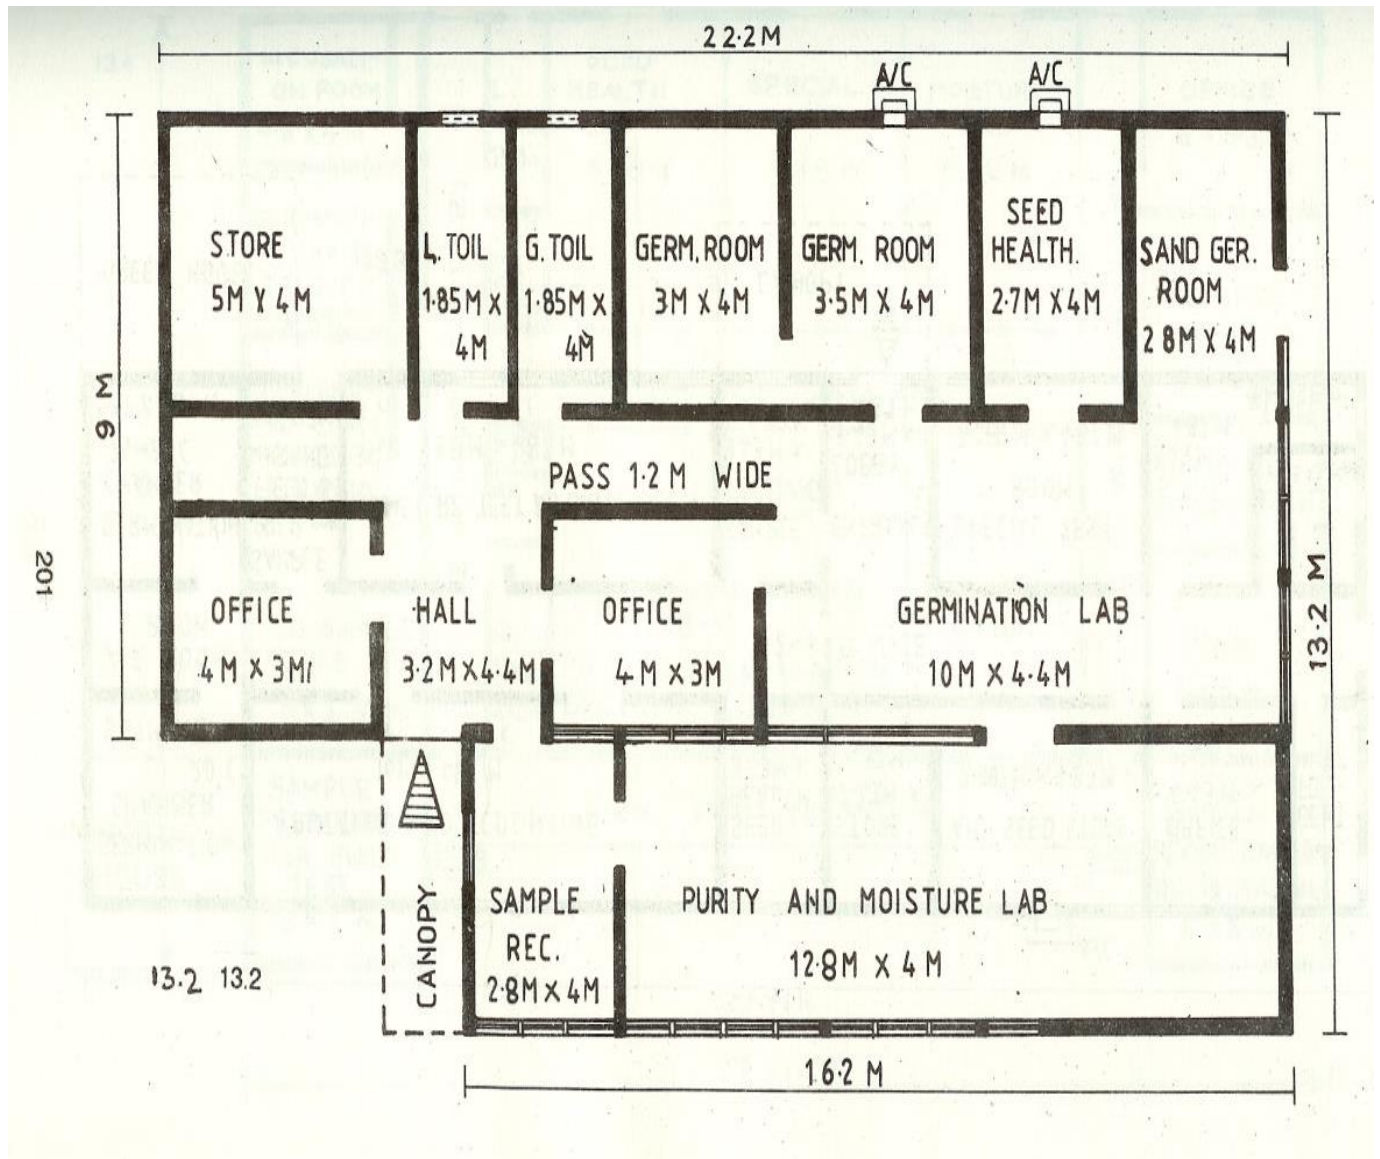 22·2M
A/C
A/C
STORE
5M X 4M
L. TOIL
1·85M X
4M
G. TOIL
1·85M X
4M
GERM. ROOM
3M X 4M
GERM. ROOM
3·5M X 4M
SEED
HEALTH.
2·7M X 4M
SAND GER.
ROOM
2 8M X 4M
9 M
PASS 1·2 M WIDE
201
OFFICE
4 M X 3M
HALL
3·2M X 4·4M
OFFICE
4 M X 3M
GERMINATION LAB
10M X 4·4M
13·2 M
CANOPY
SAMPLE
REC.
2·8M X 4M
PURITY AND MOISTURE LAB
12·8M X 4 M
13.2 13.2
16·2 M